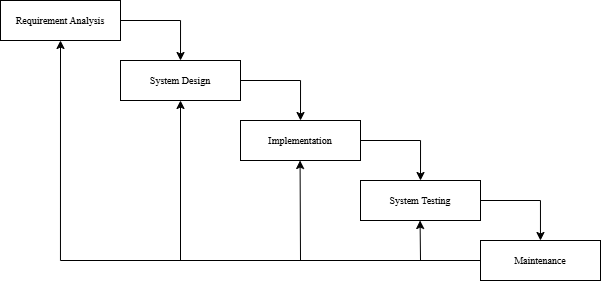 Requirement Analysis
System Design
Implementation
System Testing
Maintenance